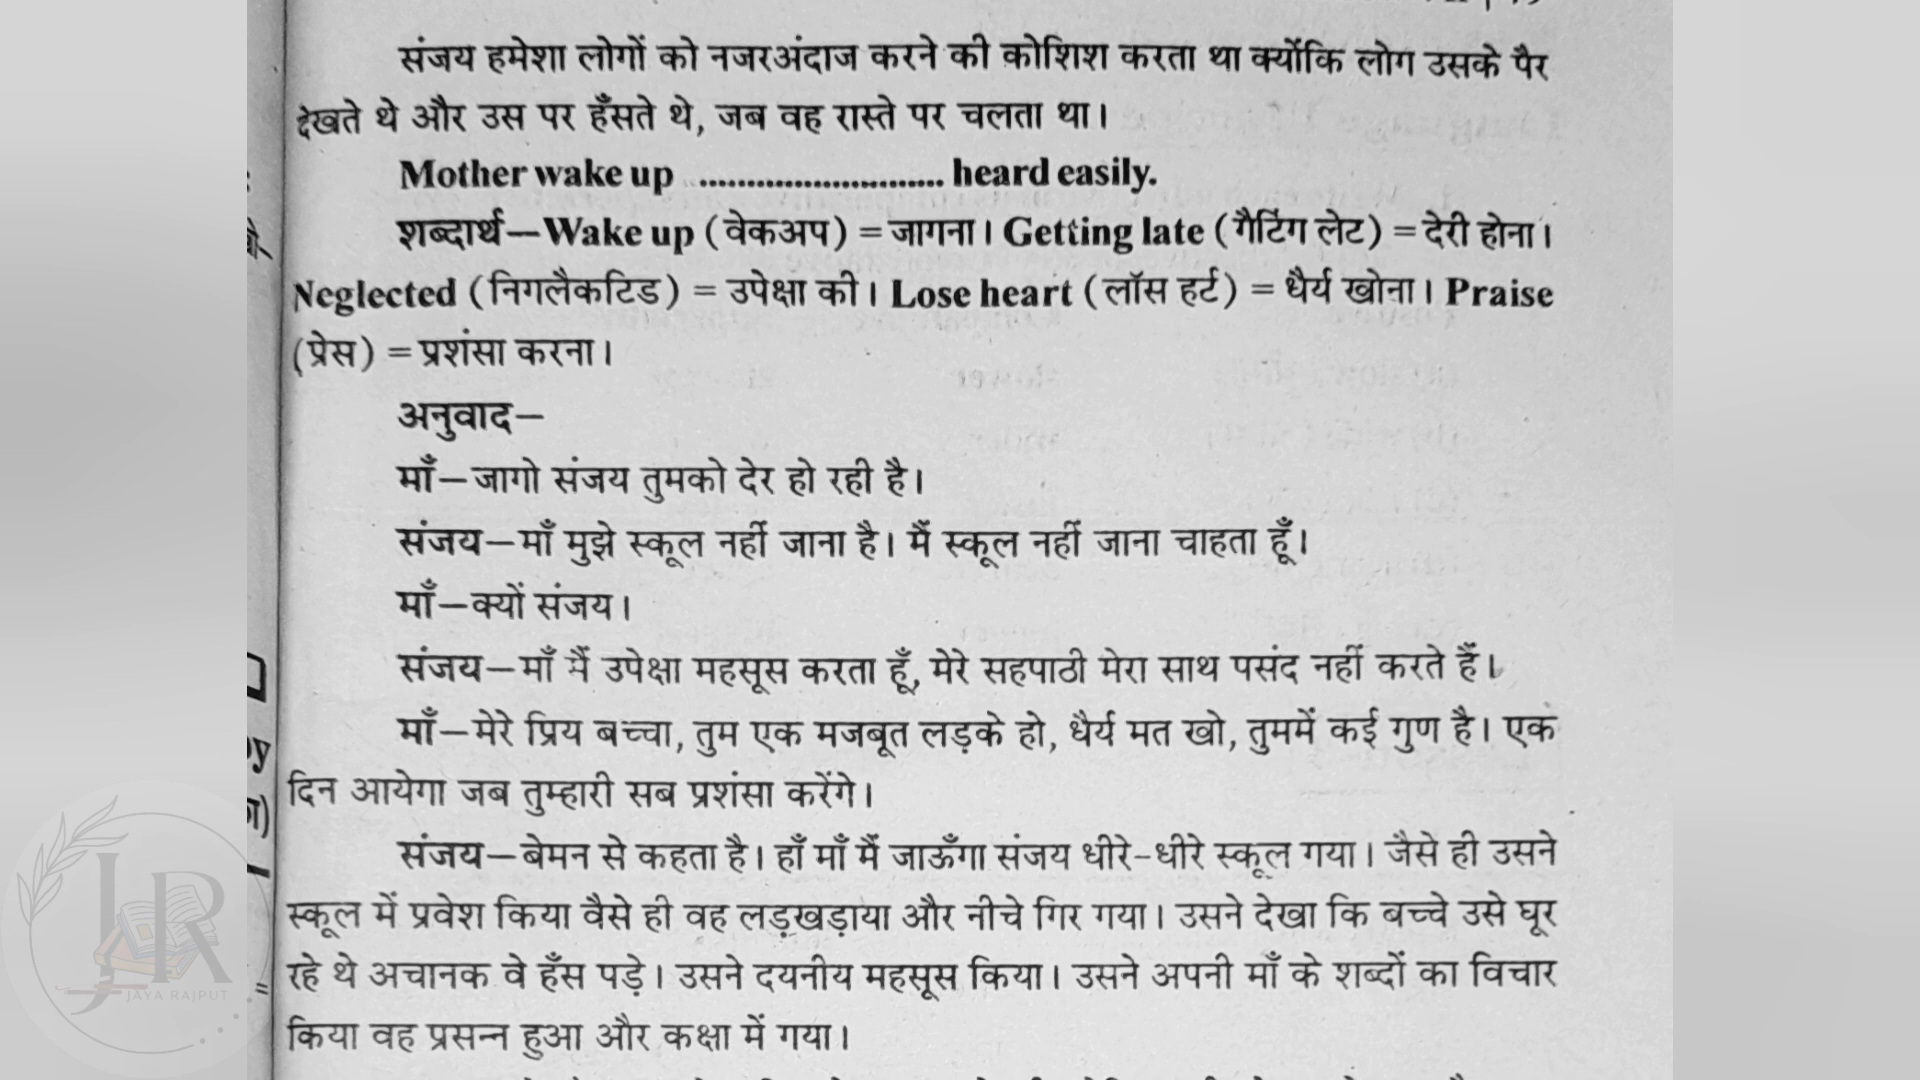 संजय हमेशा लोगों को नजरअंदाज करने की कोशिश करता था क्योंकि लोग उसके पैर
देखते थे और उस पर हँसते थे, जब वह रास्ते पर चलता था।
Mother wake up .......................... heard easily.
शब्दार्थ—Wake up (वेकअप) = जागना। Getting late (गैटिंग लेट) = देरी होना।
Neglected (निगलैकटिड) = उपेक्षा की। Lose heart (लॉस हर्ट) = धैर्य खोना। Praise
(प्रेस) = प्रशंसा करना।
अनुवाद—
माँ—जागो संजय तुमको देर हो रही है।
संजय—माँ मुझे स्कूल नहीं जाना है। मैं स्कूल नहीं जाना चाहता हूँ।
माँ—क्यों संजय।
संजय—माँ मैं उपेक्षा महसूस करता हूँ, मेरे सहपाठी मेरा साथ पसंद नहीं करते हैं।
माँ—मेरे प्रिय बच्चा, तुम एक मजबूत लड़के हो, धैर्य मत खो, तुममें कई गुण है। एक
दिन आयेगा जब तुम्हारी सब प्रशंसा करेंगे।
संजय—बेमन से कहता है। हाँ माँ मैं जाऊँगा संजय धीरे-धीरे स्कूल गया। जैसे ही उसने
स्कूल में प्रवेश किया वैसे ही वह लड़खड़ाया और नीचे गिर गया। उसने देखा कि बच्चे उसे घूर
रहे थे अचानक वे हँस पड़े। उसने दयनीय महसूस किया। उसने अपनी माँ के शब्दों का विचार
किया वह प्रसन्न हुआ और कक्षा में गया।
JR
JAYA RAJPUT